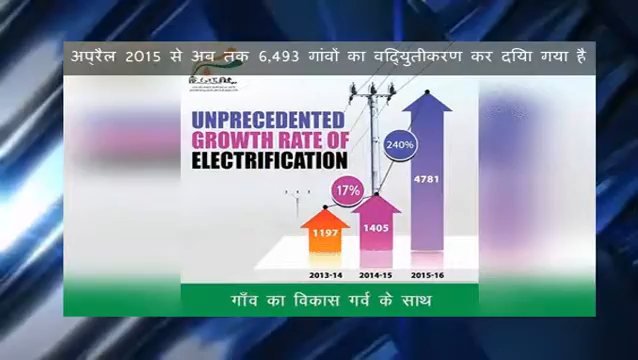 अप्रैल 2015 से अब तक 6,493 गांवों का विद्युतीकरण कर दिया गया है
UNPRECEDENTED
GROWTH RATE OF
ELECTRIFICATION
240%
4781
17%
1405
1197
2013-14 2014-15 2015-16
गाँव का विकास गर्व के साथ